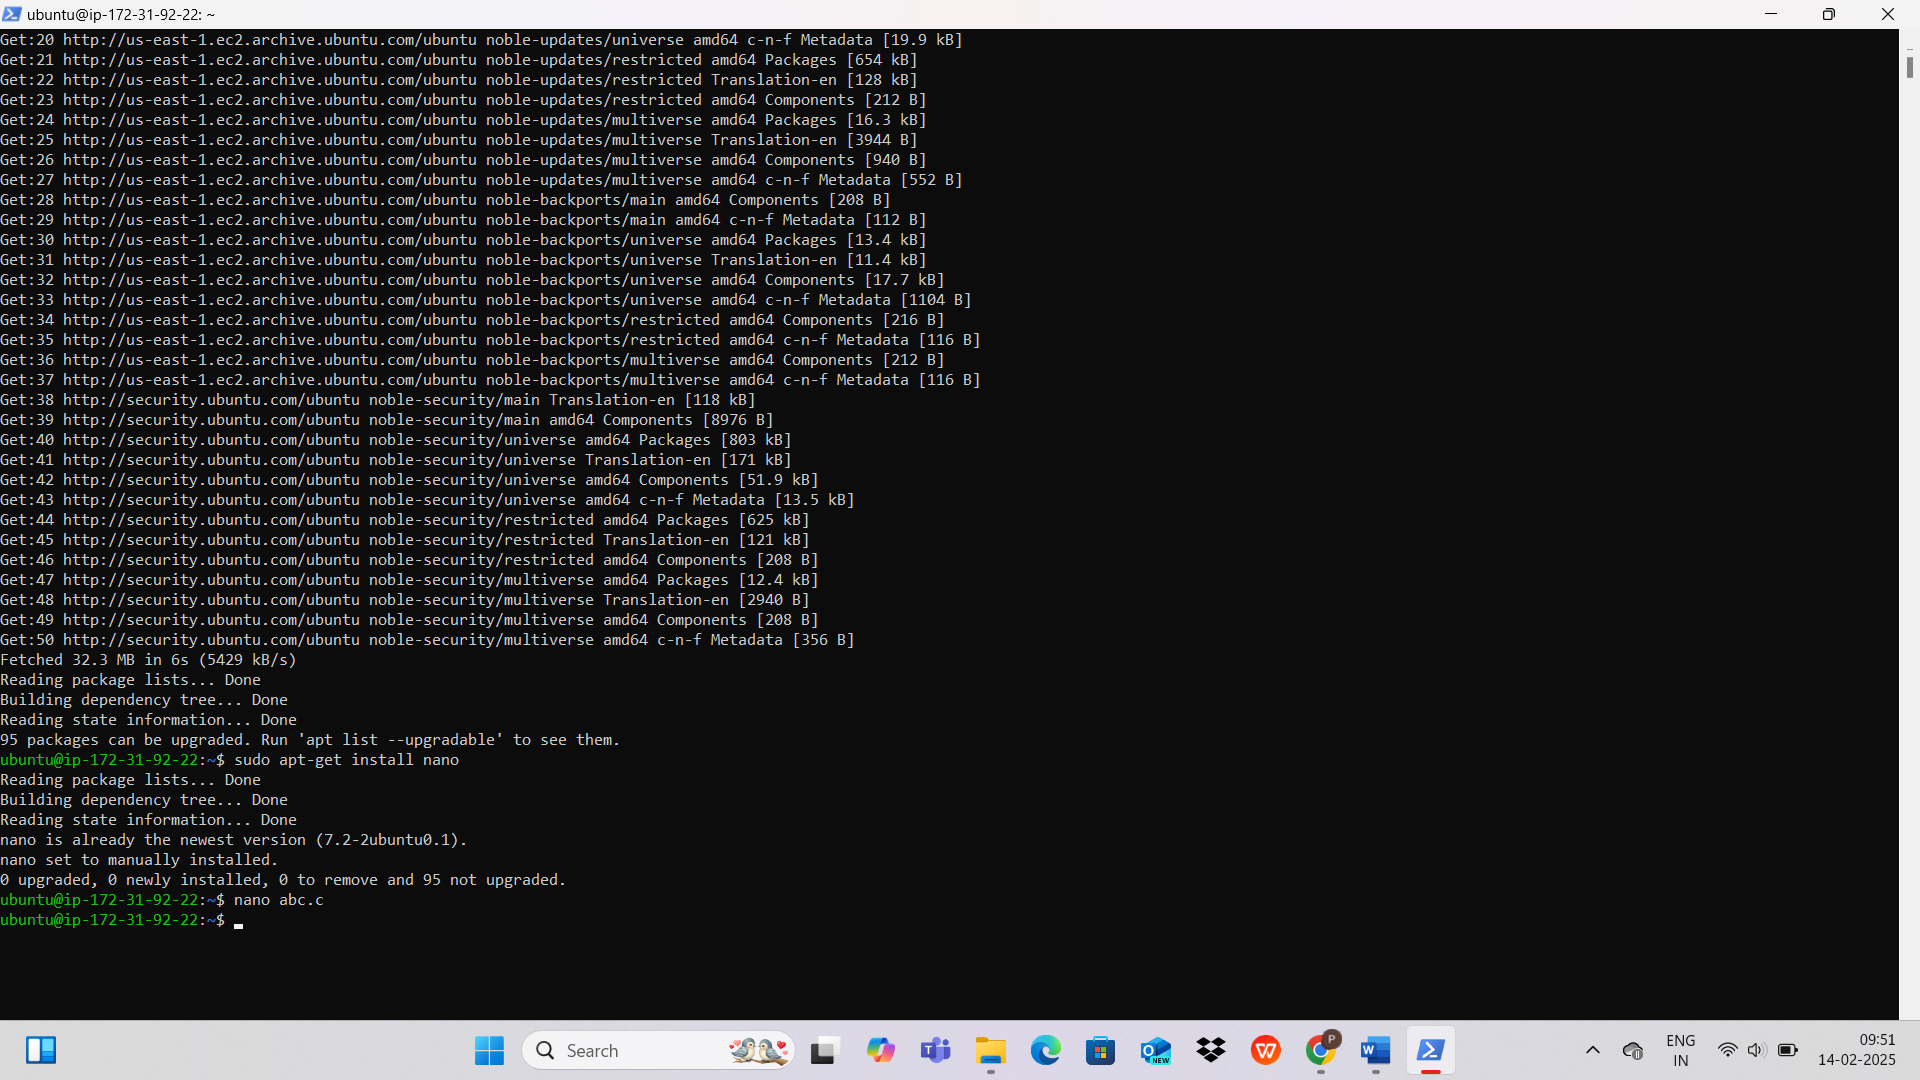 ubuntu@ip-172-31-92-22: ~
Get:20 http://us-east-1.ec2.archive.ubuntu.com/ubuntu noble-updates/universe amd64 c-n-f Metadata [19.9 kB]
Get:21 http://us-east-1.ec2.archive.ubuntu.com/ubuntu noble-updates/restricted amd64 Packages [654 kB]
Get:22 http://us-east-1.ec2.archive.ubuntu.com/ubuntu noble-updates/restricted Translation-en [128 kB]
Get:23 http://us-east-1.ec2.archive.ubuntu.com/ubuntu noble-updates/restricted amd64 Components [212 B]
Get:24 http://us-east-1.ec2.archive.ubuntu.com/ubuntu noble-updates/multiverse amd64 Packages [16.3 kB]
Get:25 http://us-east-1.ec2.archive.ubuntu.com/ubuntu noble-updates/multiverse Translation-en [3944 B]
Get:26 http://us-east-1.ec2.archive.ubuntu.com/ubuntu noble-updates/multiverse amd64 Components [940 B]
Get:27 http://us-east-1.ec2.archive.ubuntu.com/ubuntu noble-updates/multiverse amd64 c-n-f Metadata [552 B]
Get:28 http://us-east-1.ec2.archive.ubuntu.com/ubuntu noble-backports/main amd64 Components [208 B]
Get:29 http://us-east-1.ec2.archive.ubuntu.com/ubuntu noble-backports/main amd64 c-n-f Metadata [112 B]
Get:30 http://us-east-1.ec2.archive.ubuntu.com/ubuntu noble-backports/universe amd64 Packages [13.4 kB]
Get:31 http://us-east-1.ec2.archive.ubuntu.com/ubuntu noble-backports/universe Translation-en [11.4 kB]
Get:32 http://us-east-1.ec2.archive.ubuntu.com/ubuntu noble-backports/universe amd64 Components [17.7 kB]
Get:33 http://us-east-1.ec2.archive.ubuntu.com/ubuntu noble-backports/universe amd64 c-n-f Metadata [1104 B]
Get:34 http://us-east-1.ec2.archive.ubuntu.com/ubuntu noble-backports/restricted amd64 Components [216 B]
Get:35 http://us-east-1.ec2.archive.ubuntu.com/ubuntu noble-backports/restricted amd64 c-n-f Metadata [116 B]
Get:36 http://us-east-1.ec2.archive.ubuntu.com/ubuntu noble-backports/multiverse amd64 Components [212 B]
Get:37 http://us-east-1.ec2.archive.ubuntu.com/ubuntu noble-backports/multiverse amd64 c-n-f Metadata [116 B]
Get:38 http://security.ubuntu.com/ubuntu noble-security/main Translation-en [118 kB]
Get:39 http://security.ubuntu.com/ubuntu noble-security/main amd64 Components [8976 B]
Get:40 http://security.ubuntu.com/ubuntu noble-security/universe amd64 Packages [803 kB]
Get:41 http://security.ubuntu.com/ubuntu noble-security/universe Translation-en [171 kB]
Get:42 http://security.ubuntu.com/ubuntu noble-security/universe amd64 Components [51.9 kB]
Get:43 http://security.ubuntu.com/ubuntu noble-security/universe amd64 c-n-f Metadata [13.5 kB]
Get:44 http://security.ubuntu.com/ubuntu noble-security/restricted amd64 Packages [625 kB]
Get:45 http://security.ubuntu.com/ubuntu noble-security/restricted Translation-en [121 kB]
Get:46 http://security.ubuntu.com/ubuntu noble-security/restricted amd64 Components [208 B]
Get:47 http://security.ubuntu.com/ubuntu noble-security/multiverse amd64 Packages [12.4 kB]
Get:48 http://security.ubuntu.com/ubuntu noble-security/multiverse Translation-en [2940 B]
Get:49 http://security.ubuntu.com/ubuntu noble-security/multiverse amd64 Components [208 B]
Get:50 http://security.ubuntu.com/ubuntu noble-security/multiverse amd64 c-n-f Metadata [356 B]
Fetched 32.3 MB in 6s (5429 kB/s)
Reading package lists... Done
Building dependency tree... Done
Reading state information... Done
95 packages can be upgraded. Run 'apt list --upgradable' to see them.
ubuntu@ip-172-31-92-22:~$ sudo apt-get install nano
Reading package lists... Done
Building dependency tree... Done
Reading state information... Done
nano is already the newest version (7.2-2ubuntu0.1).
nano set to manually installed.
0 upgraded, 0 newly installed, 0 to remove and 95 not upgraded.
ubuntu@ip-172-31-92-22:~$ nano abc.c
ubuntu@ip-172-31-92-22:~$
Search
NEW
P
ENG
IN
09:51
14-02-2025